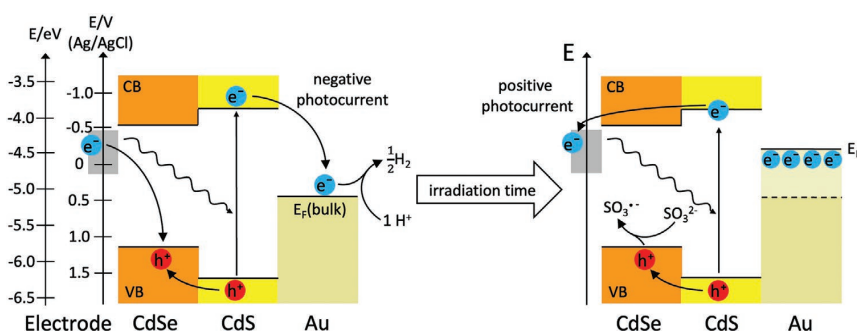 E/eV
E/V
(Ag/AgCl)
-3.5
-4.0
-4.5
-5.0
-5.5
-6.0
-6.5
-1.0
-0.5
0
0.5
1.0
1.5
CB
e⁻
negative
photocurrent
e⁻
e⁻
½H₂
E_F(bulk)
1 H⁺
h⁺
h⁺
VB
Electrode
CdSe
CdS
Au
irradiation time
E
CB
positive
photocurrent
e⁻
e⁻
e⁻ e⁻ e⁻ e⁻
SO₃•⁻
SO₃²⁻
h⁺
h⁺
VB
CdSe
CdS
Au